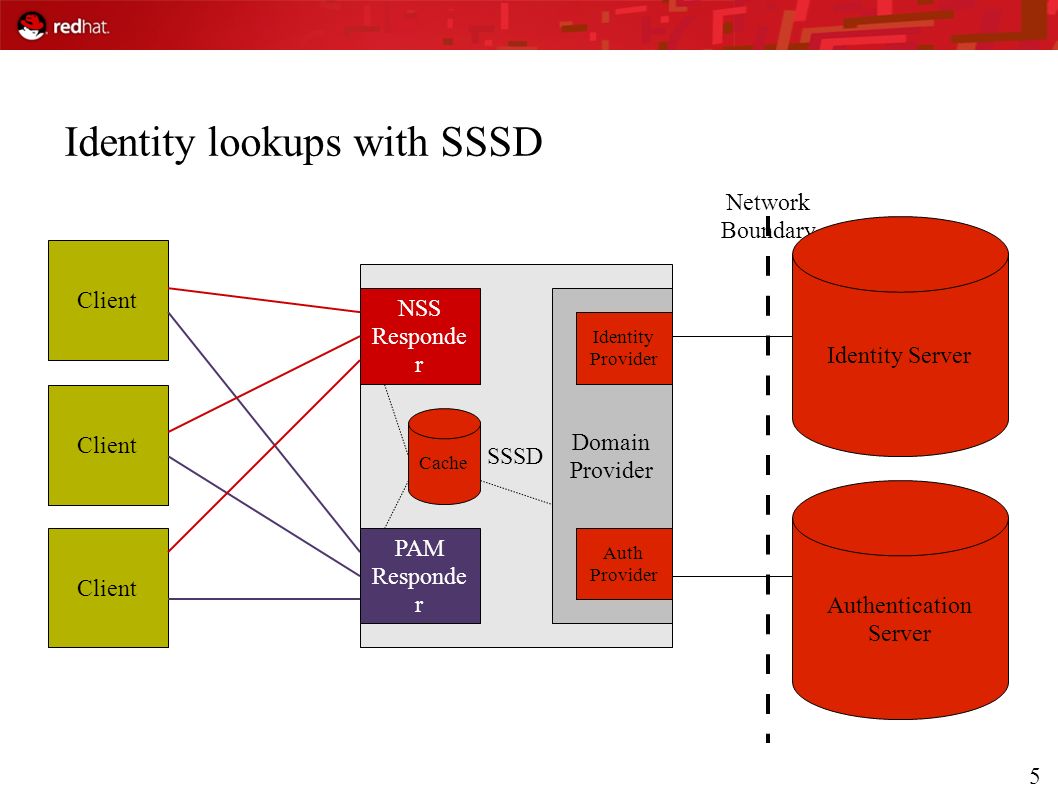 redhat.
Identity lookups with SSSD
Network
Boundary
Client
Client
Client
NSS
Responde
r
Cache
SSSD
PAM
Responde
r
Identity
Provider
Domain
Provider
Auth
Provider
Identity Server
Authentication
Server
5